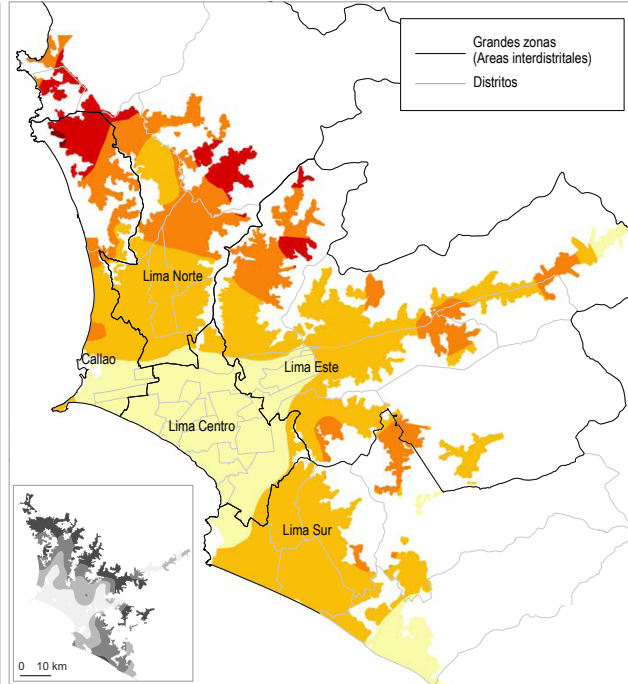 Grandes zonas
(Areas interdistritales)
Distritos
Lima Norte
Callao
Lima Este
Lima Centro
Lima Sur
0 10 km